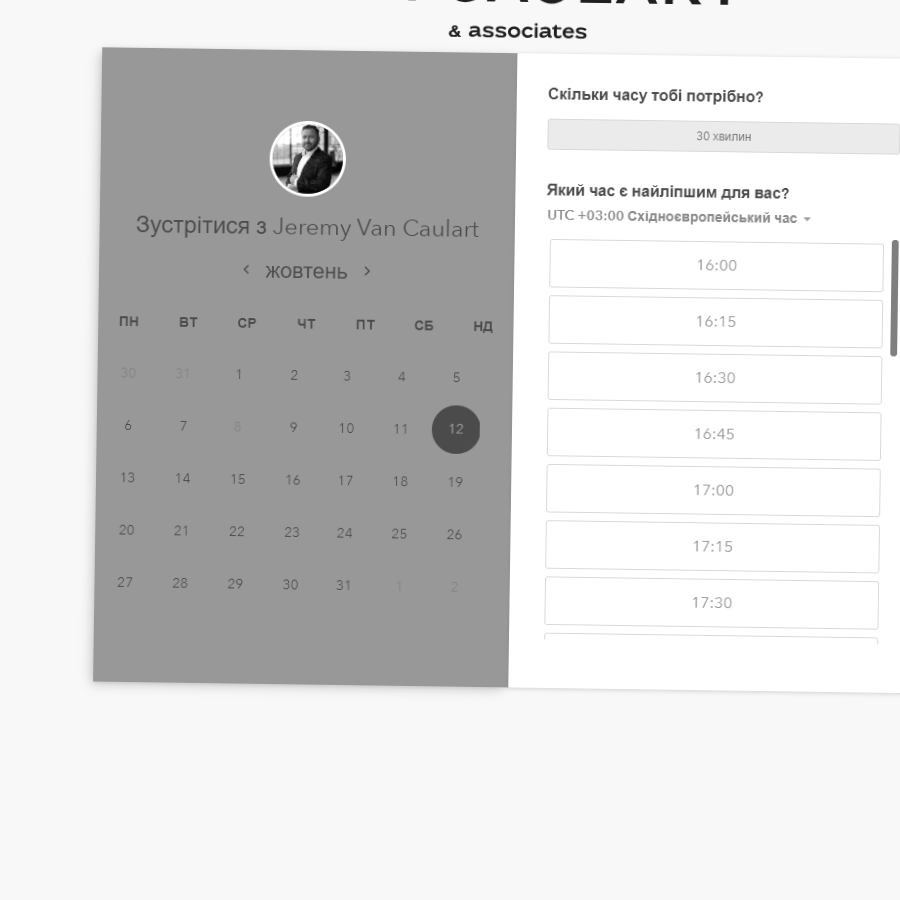 & associates
Зустрітися з Jeremy Van Caulart
жовтень
ПН ВТ СР ЧТ ПТ СБ НД
30 31 1 2 3 4 5
6 7 8 9 10 11 12
13 14 15 16 17 18 19
20 21 22 23 24 25 26
27 28 29 30 31 1 2
Скільки часу тобі потрібно?
30 хвилин
Який час є найліпшим для вас?
UTC +03:00 Східноєвропейський час
16:00
16:15
16:30
16:45
17:00
17:15
17:30